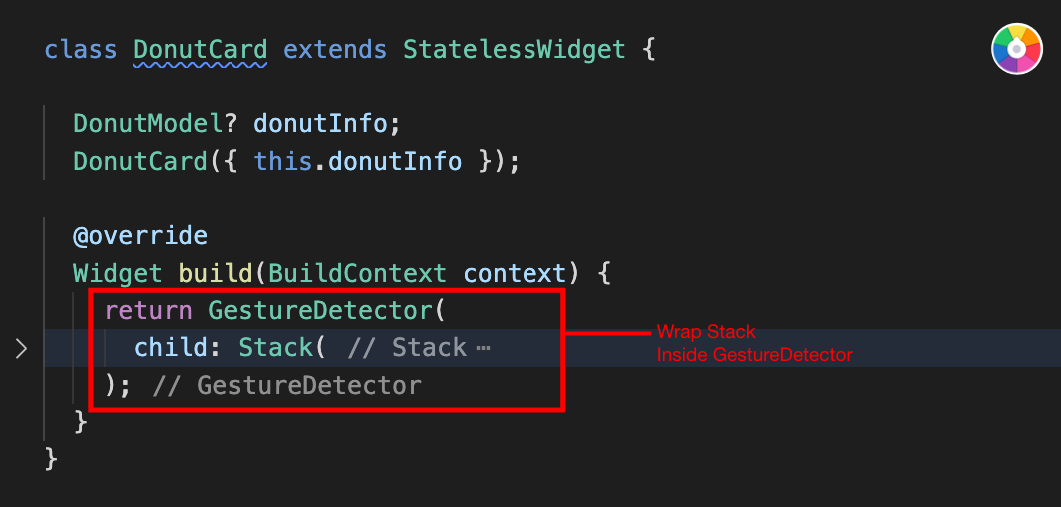 class DonutCard extends StatelessWidget {
DonutModel? donutInfo;
DonutCard({ this.donutInfo });
@override
Widget build(BuildContext context) {
return GestureDetector(
child: Stack( // Stack ⋯
Wrap Stack
Inside GestureDetector
); // GestureDetector
}
}